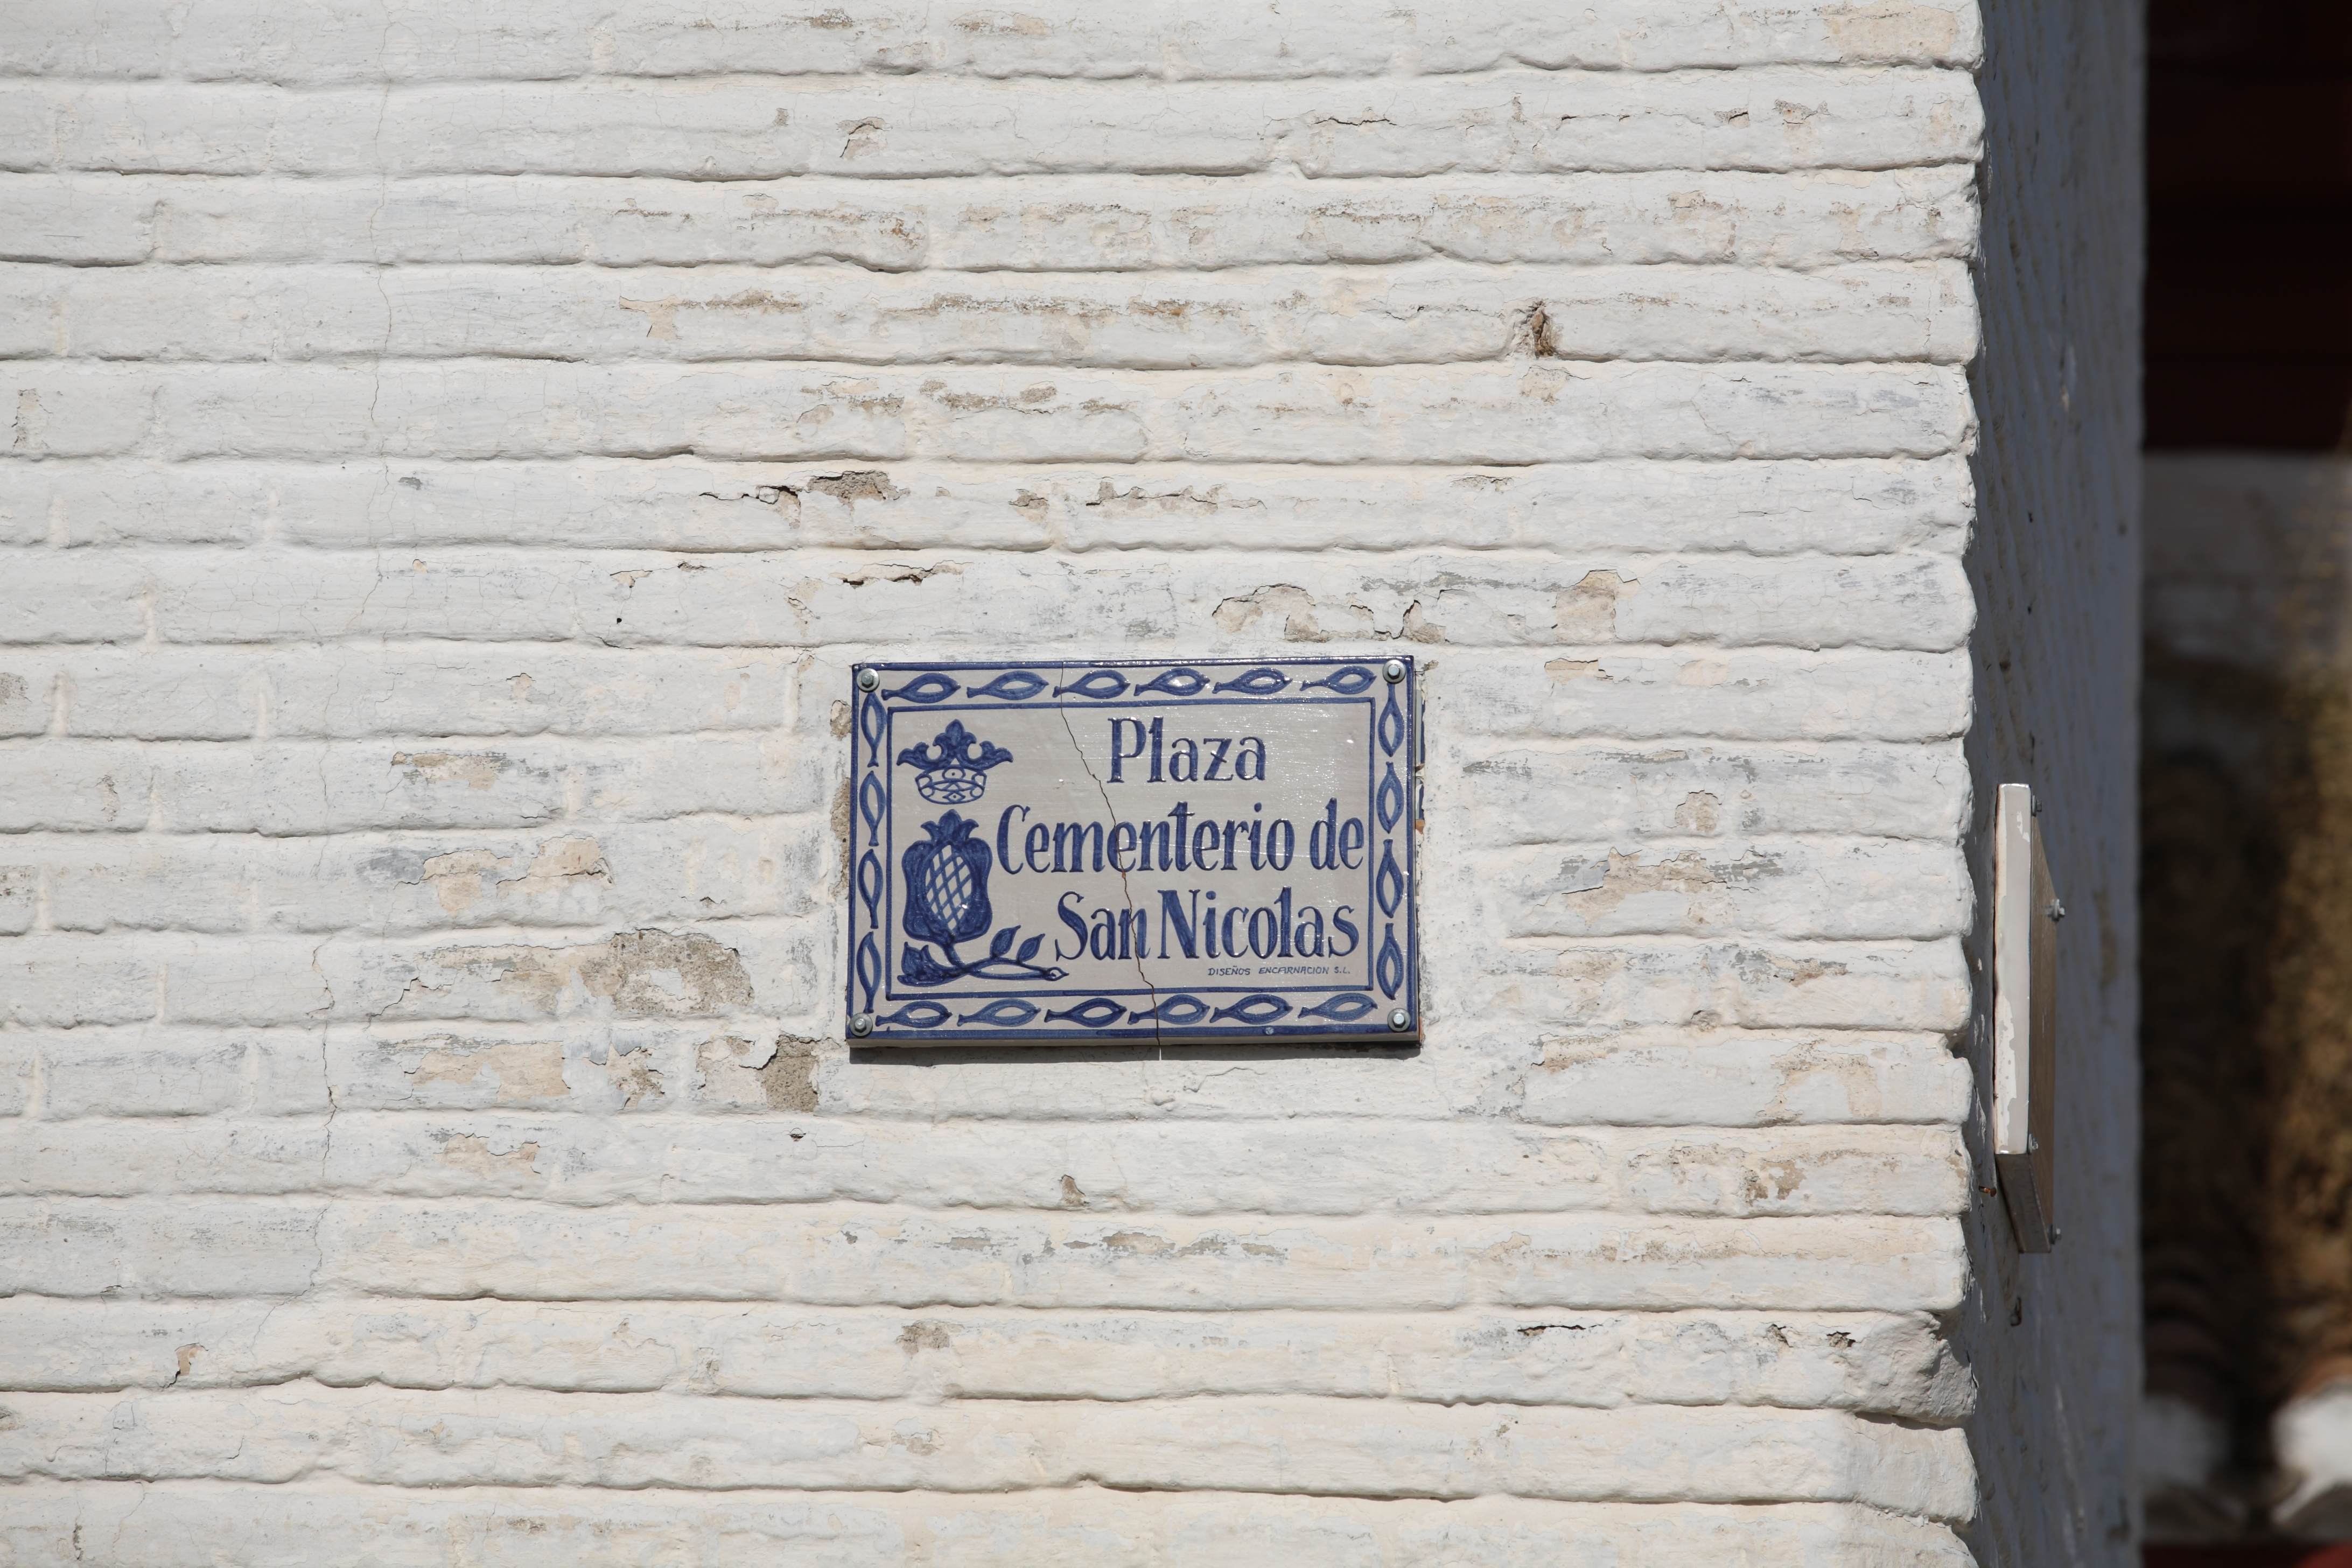 Plaza
Cementerio de
San Nicolas
DISEÑOS ENCARNACION S.L.